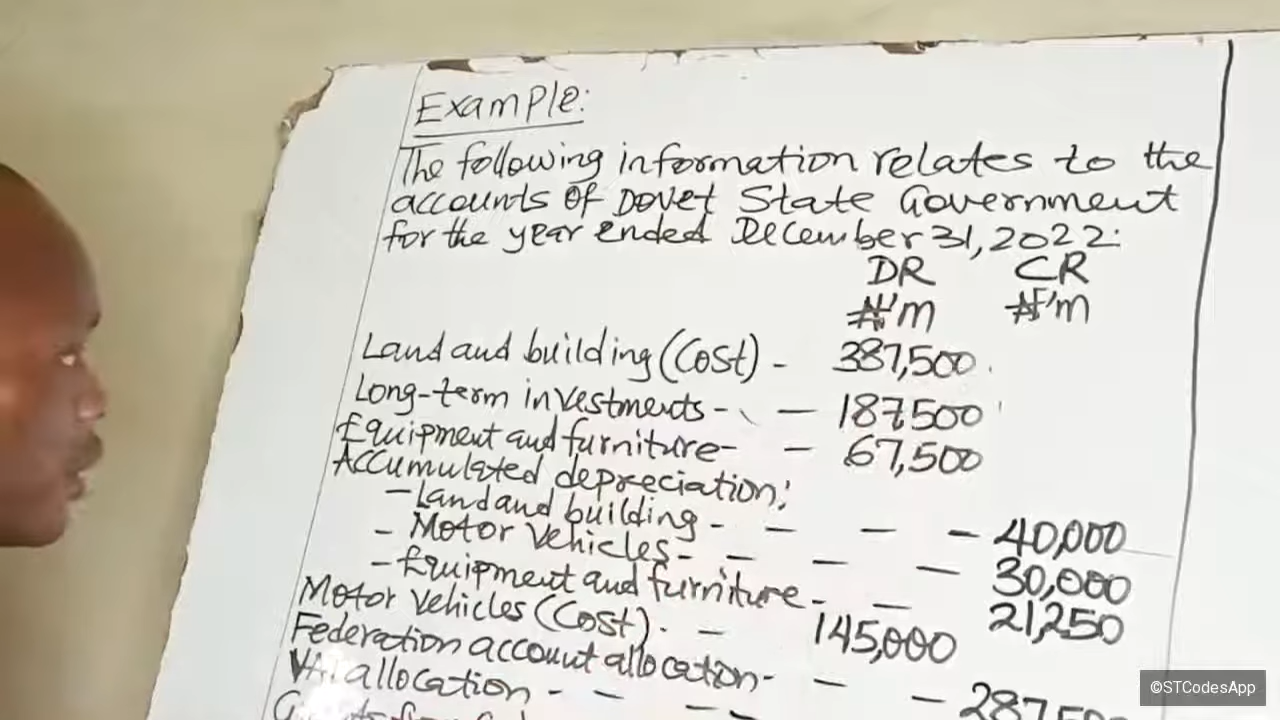 Example:
The following information relates to the
accounts of Dovet State Government
for the year ended December 31, 2022:
DR CR
₦'m ₦'m
Land and building (Cost) - 387,500
Long-term investments - - 187,500
Equipment and furniture - - 67,500
Accumulated depreciation:
- Land and building - - - - 40,000
- Motor vehicles - - - - 30,000
- Equipment and furniture - - 21,250
Motor vehicles (Cost) - - 145,000
Federation account allocation - - - 287,500
VAT allocation - - - -
©STCodesApp